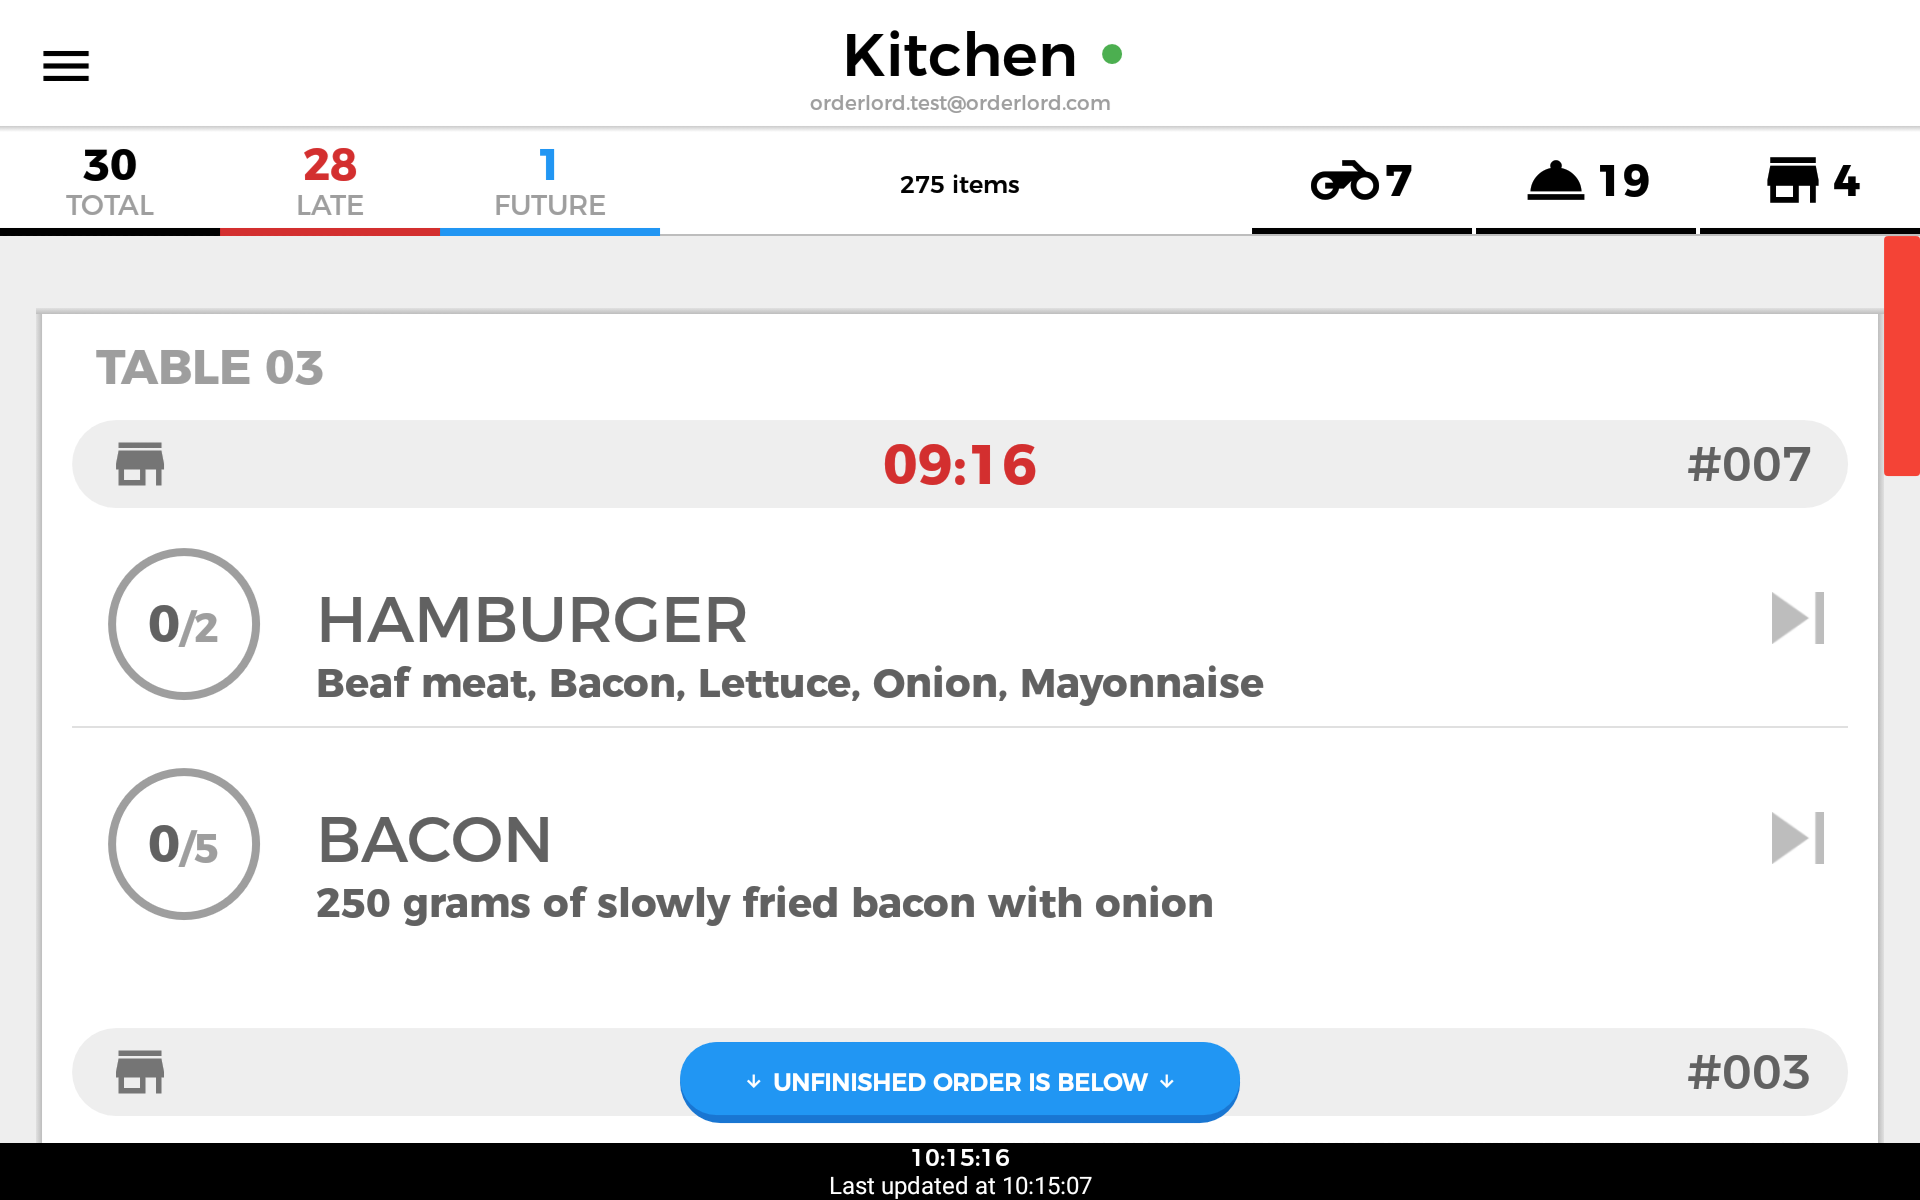 Kitchen
orderlord.test@orderlord.com
30
TOTAL
28
LATE
1
FUTURE
275 items
7
19
4
TABLE 03
09:16
#007
0/2
HAMBURGER
Beaf meat, Bacon, Lettuce, Onion, Mayonnaise
0/5
BACON
250 grams of slowly fried bacon with onion
#003
↓ UNFINISHED ORDER IS BELOW ↓
10:15:16
Last updated at 10:15:07